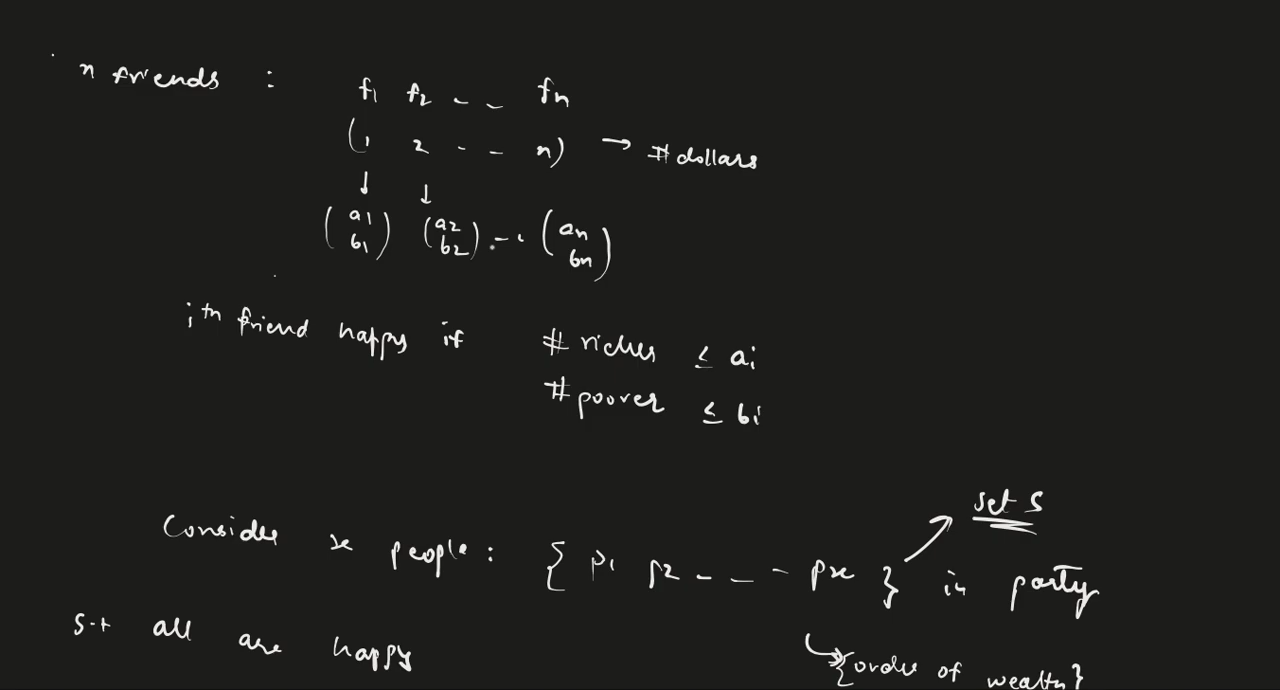 n friends : f1 f2 - - fn
(1 2 - - n) → # dollars
↓ ↓
(a1 b1) (a2 b2) - - (an bn)
ith friend happy if # richer ≤ ai
# poorer ≤ bi
set S
Consider x people : { p1 p2 - - - px } in party
s.t all are happy
{order of wealth}